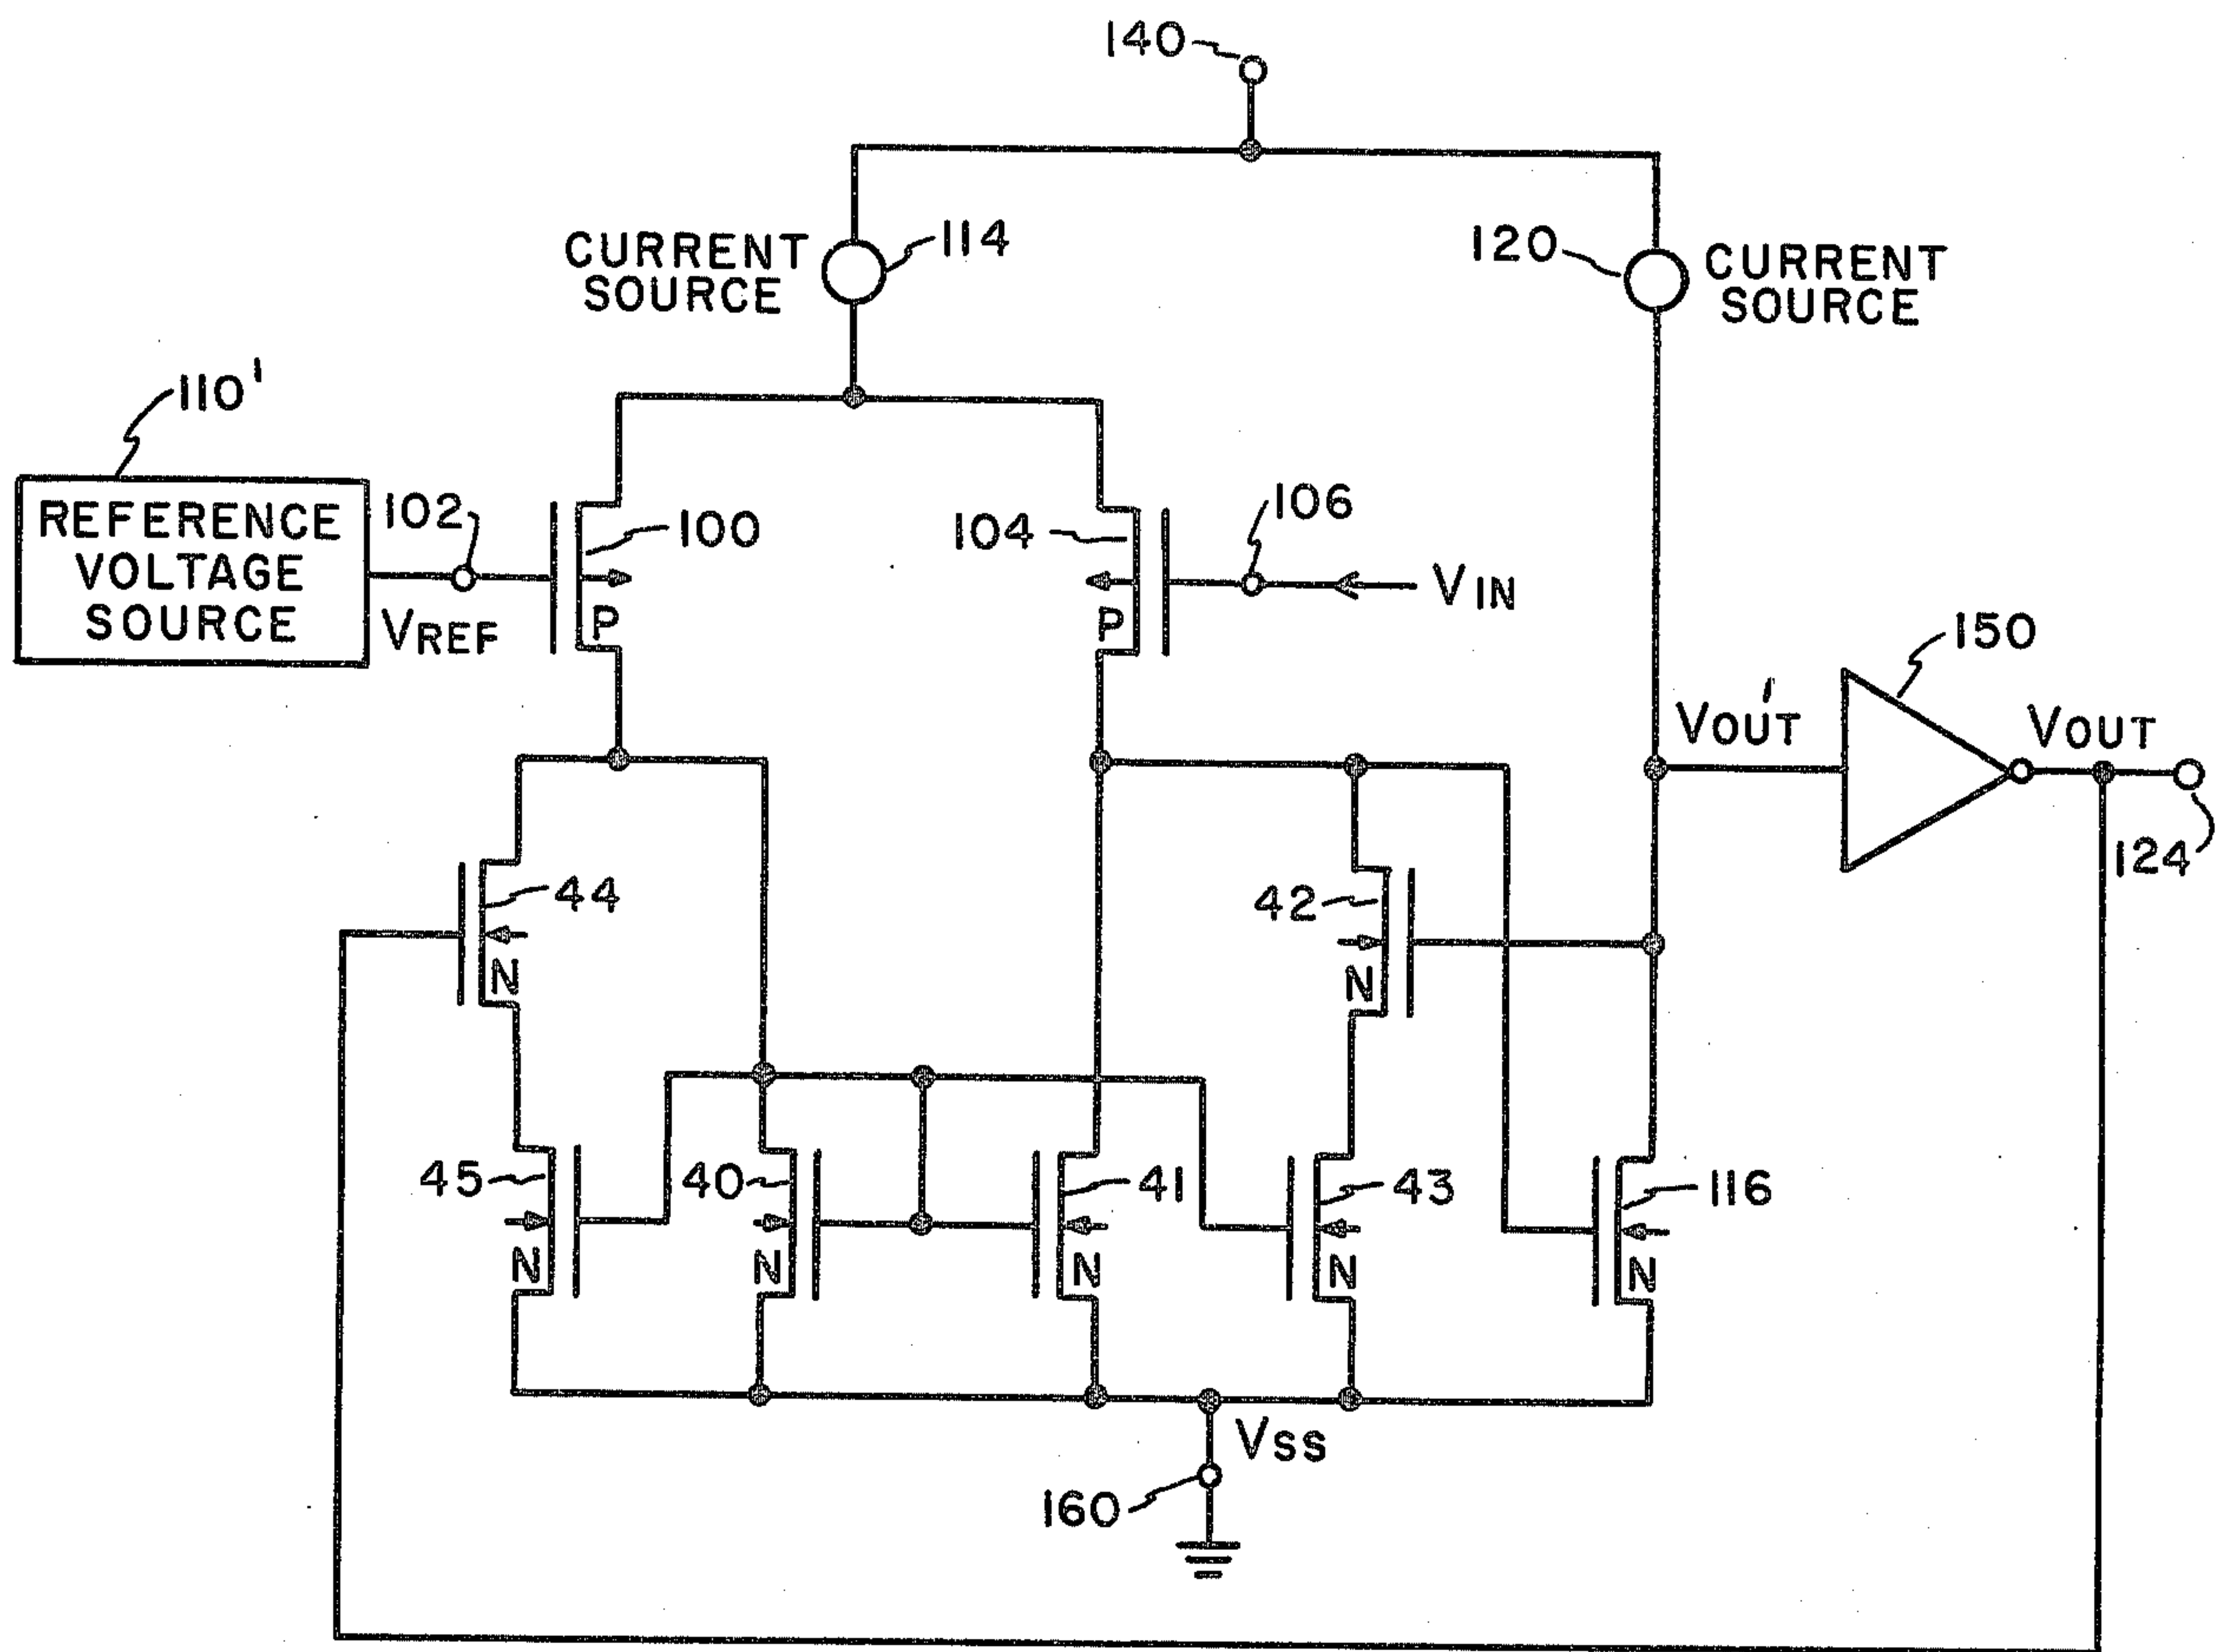 140
CURRENT
SOURCE
114
120
CURRENT
SOURCE
110'
REFERENCE
VOLTAGE
SOURCE
102
VREF
100
P
104
P
106
VIN
150
VOUT'
VOUT
124
44
N
42
N
45
N
40
N
41
N
43
N
116
N
VSS
160